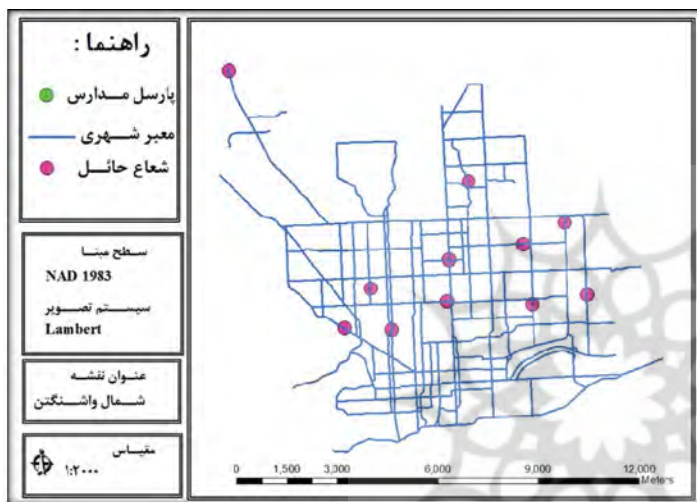 راهنما :
پارسل مدارس
معبر شهری
شعاع حائل
سطح مبنا
NAD 1983
سیستم تصویر
Lambert
عنوان نقشه
شمال واشنگتن
مقیاس
۱:۲۰۰۰
0 1,500 3,000 6,000 9,000 12,000
Meters